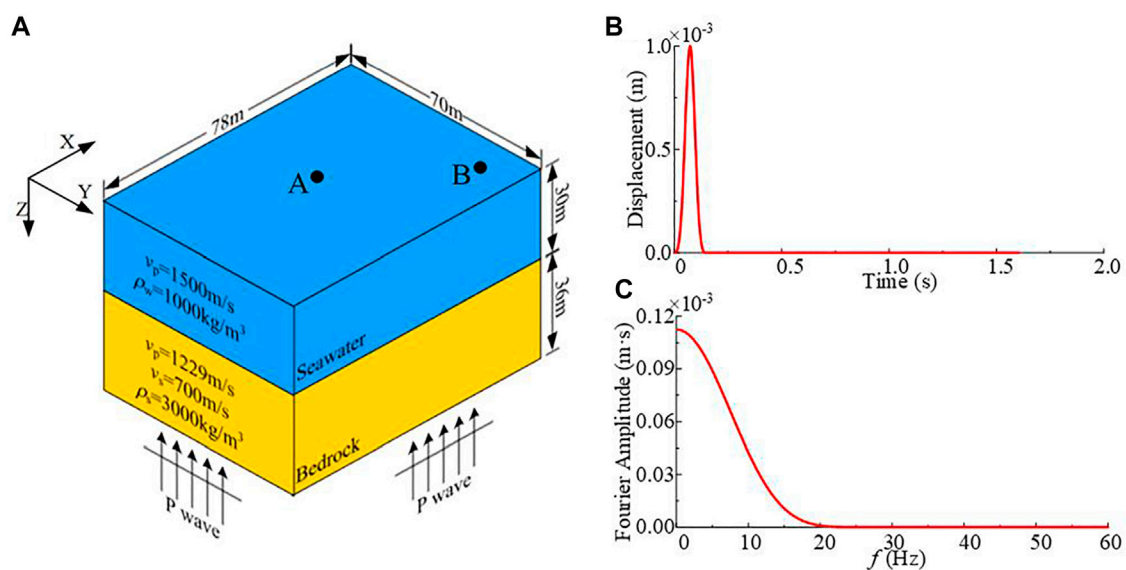 A
78m
70m
X
Y
Z
A
B
30m
36m
vp=1500m/s
ρw=1000kg/m³
Seawater
vp=1229m/s
vs=700m/s
ρs=3000kg/m³
Bedrock
P wave
P wave
B
×10⁻³
1.0
0.5
0.0
Displacement (m)
0 0.5 1.0 1.5 2.0
Time (s)
C
×10⁻³
0.12
0.09
0.06
0.03
0.00
Fourier Amplitude (m·s)
0 10 20 30 40 50 60
f (Hz)